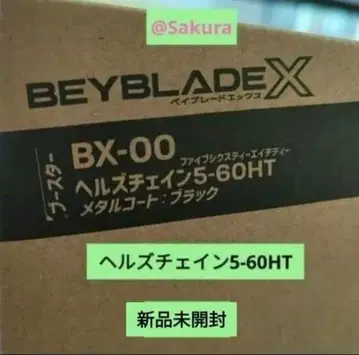 @Sakura
BEYBLADE X
ベイブレードエックス
ブースター
BX-00
ファイブシックスティーエイチティー
ヘルズチェイン5-60HT
メタルコート:ブラック
ヘルズチェイン5-60HT
新品未開封